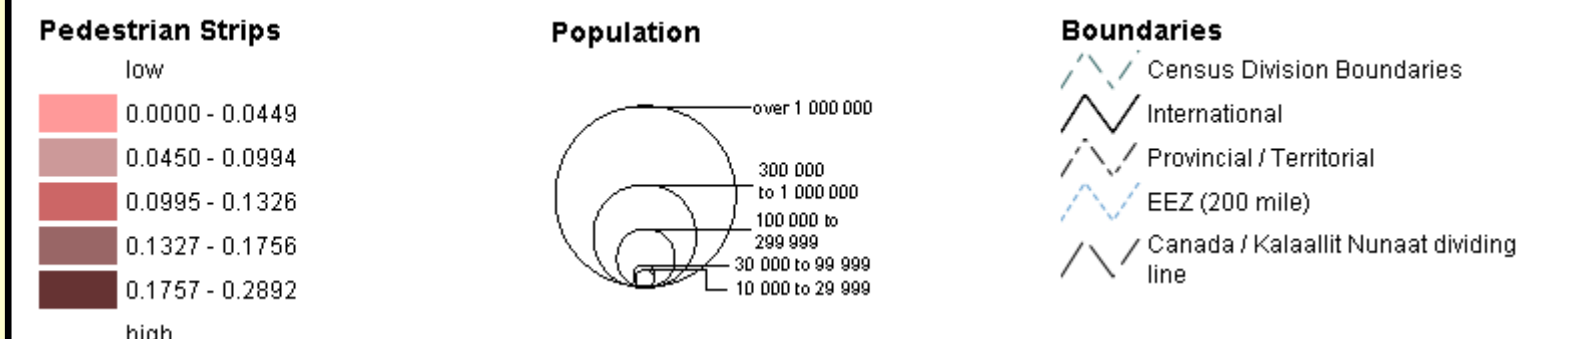 Pedestrian Strips
low
0.0000 - 0.0449
0.0450 - 0.0994
0.0995 - 0.1326
0.1327 - 0.1756
0.1757 - 0.2892
high
Population
over 1 000 000
300 000
to 1 000 000
100 000 to
299 999
30 000 to 99 999
10 000 to 29 999
Boundaries
Census Division Boundaries
International
Provincial / Territorial
EEZ (200 mile)
Canada / Kalaallit Nunaat dividing
line